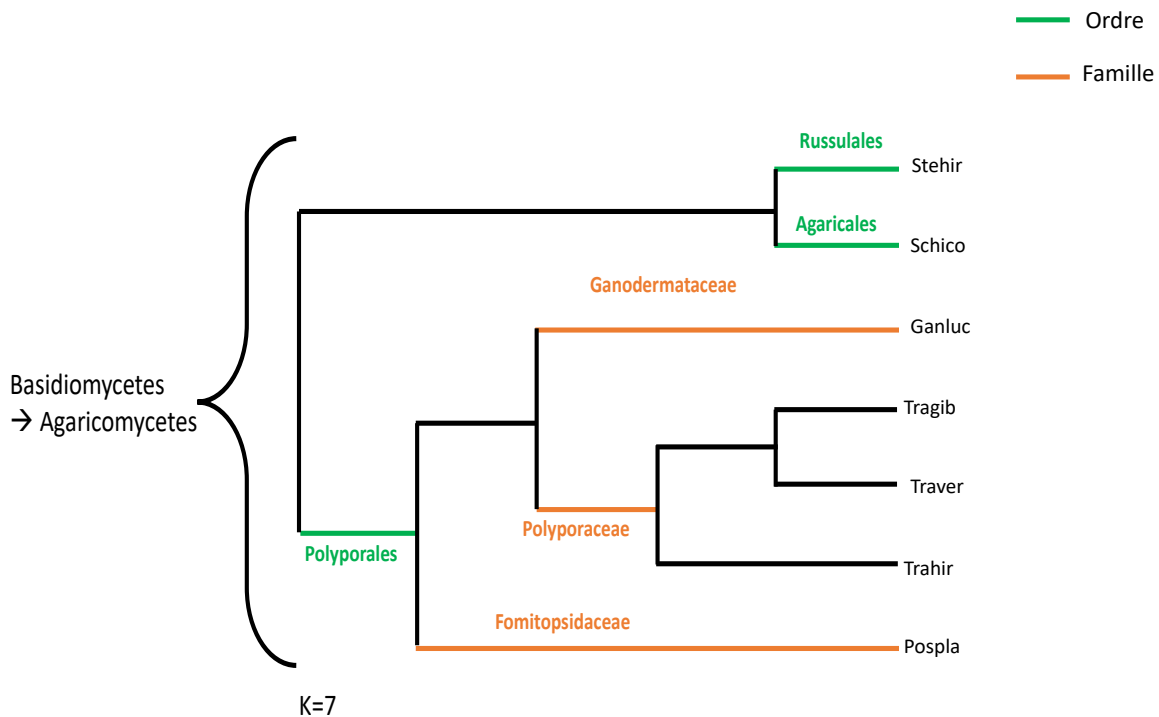 Ordre
Famille
Russulales
Stehir
Agaricales
Schico
Ganodermataceae
Ganluc
Basidiomycetes
→ Agaricomycetes
Tragib
Traver
Polyporaceae
Polyporales
Trahir
Fomitopsidaceae
Pospla
K=7